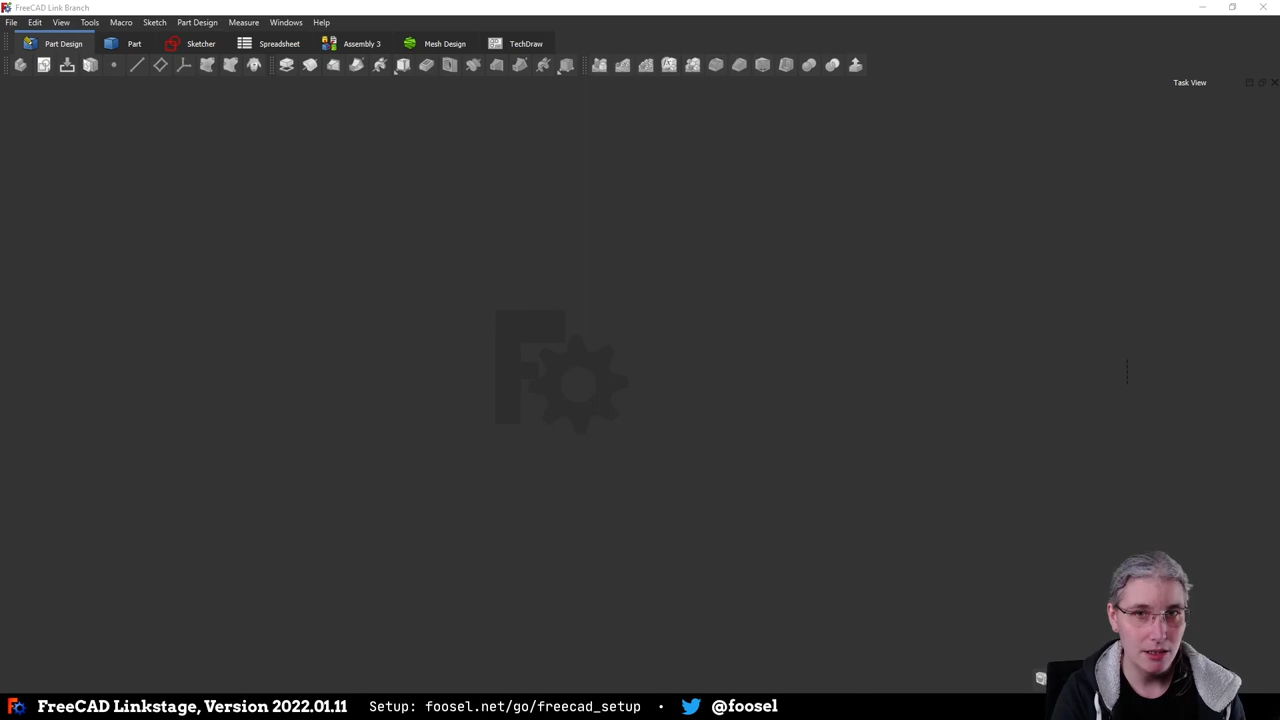 FreeCAD Link Branch
File Edit View Tools Macro Sketch Part Design Measure Windows Help
Part Design Part Sketcher Spreadsheet Assembly 3 Mesh Design TechDraw
Task View
FreeCAD Linkstage, Version 2022.01.11 Setup: foosel.net/go/freecad_setup • @foosel